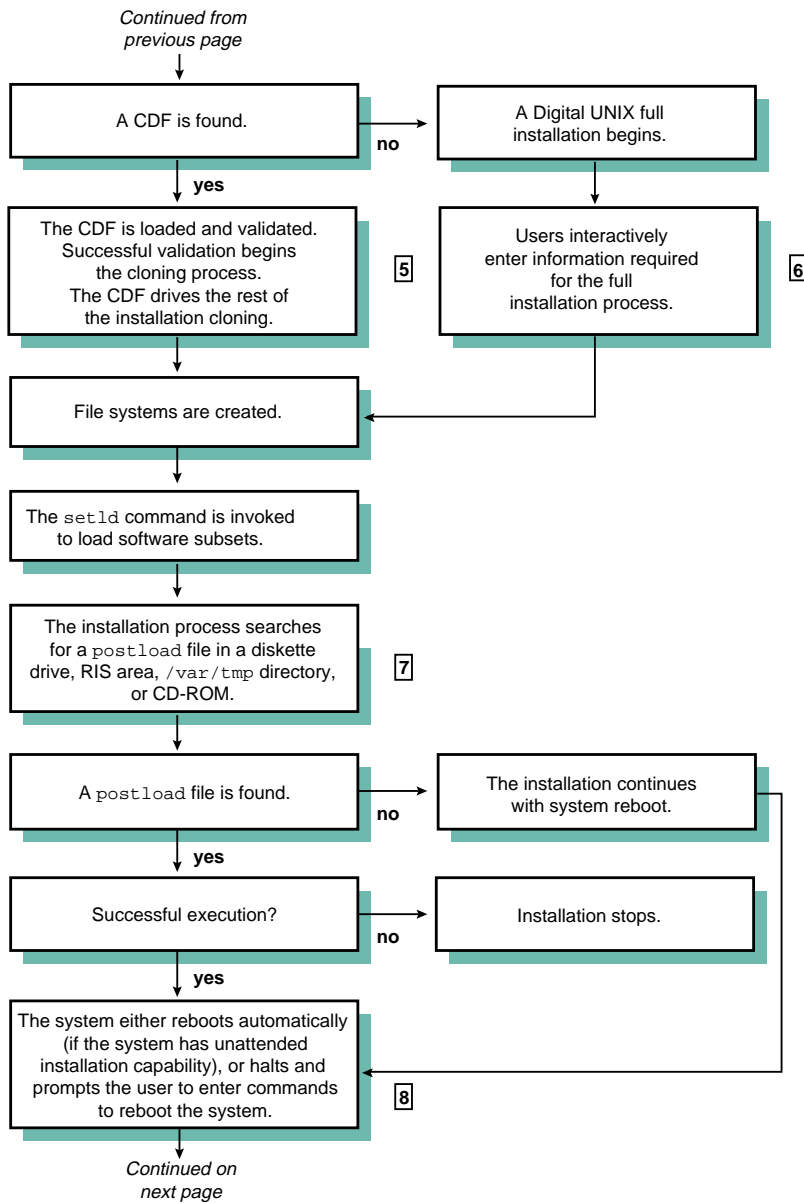 Continued from
previous page
A CDF is found.
no
A Digital UNIX full
installation begins.
yes
The CDF is loaded and validated.
Successful validation begins
the cloning process.
The CDF drives the rest of
the installation cloning.
5
Users interactively
enter information required
for the full
installation process.
6
File systems are created.
The setld command is invoked
to load software subsets.
The installation process searches
for a postload file in a diskette
drive, RIS area, /var/tmp directory,
or CD-ROM.
7
A postload file is found.
no
The installation continues
with system reboot.
yes
Successful execution?
no
Installation stops.
yes
The system either reboots automatically
(if the system has unattended
installation capability), or halts and
prompts the user to enter commands
to reboot the system.
8
Continued on
next page